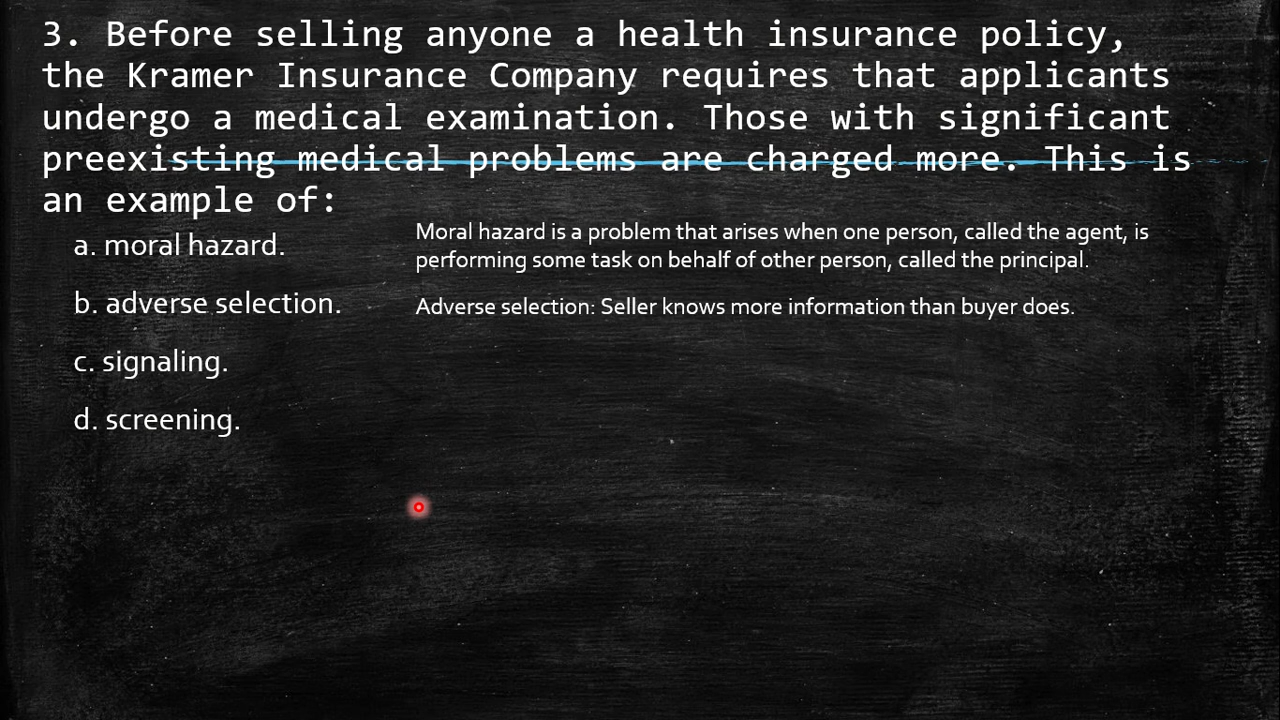 3. Before selling anyone a health insurance policy,
the Kramer Insurance Company requires that applicants
undergo a medical examination. Those with significant
preexisting medical problems are charged more. This is
an example of:
a. moral hazard.
Moral hazard is a problem that arises when one person, called the agent, is
performing some task on behalf of other person, called the principal.
b. adverse selection.
Adverse selection: Seller knows more information than buyer does.
c. signaling.
d. screening.